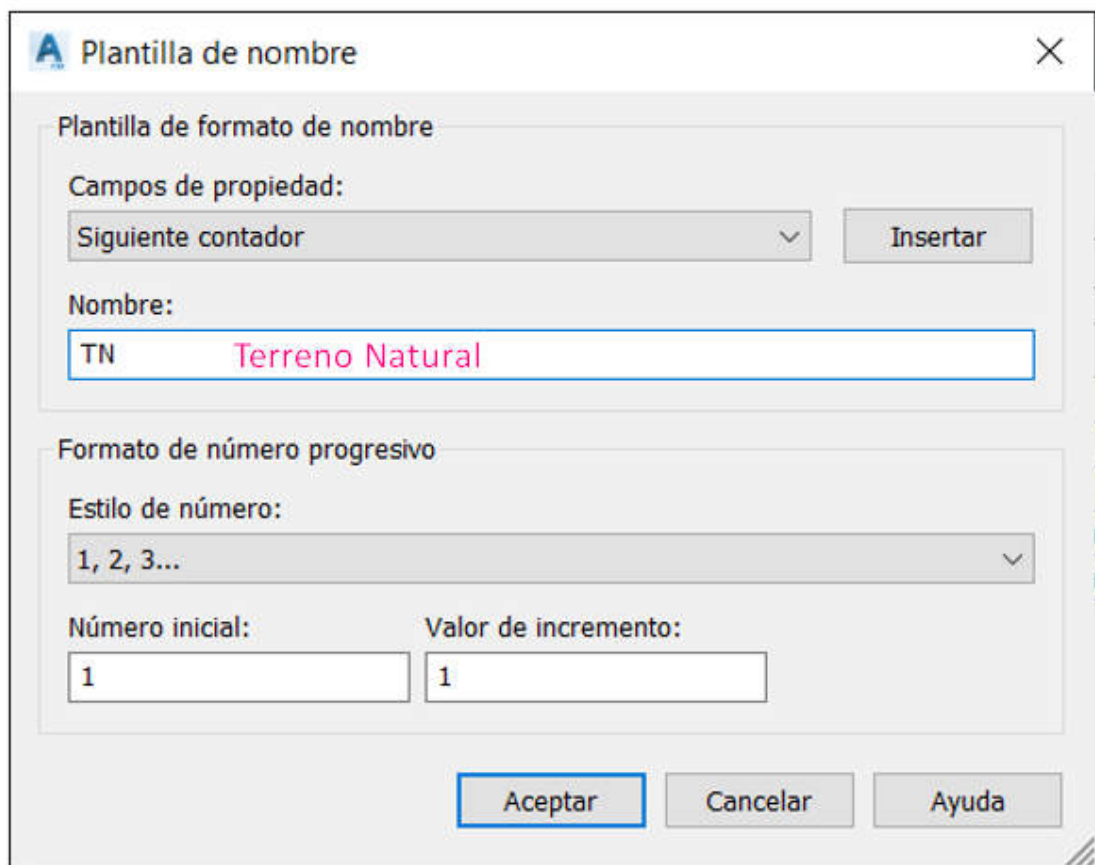 Plantilla de nombre
Plantilla de formato de nombre
Campos de propiedad:
Siguiente contador
Insertar
Nombre:
TN Terreno Natural
Formato de número progresivo
Estilo de número:
1, 2, 3...
Número inicial: Valor de incremento:
1 1
Aceptar Cancelar Ayuda